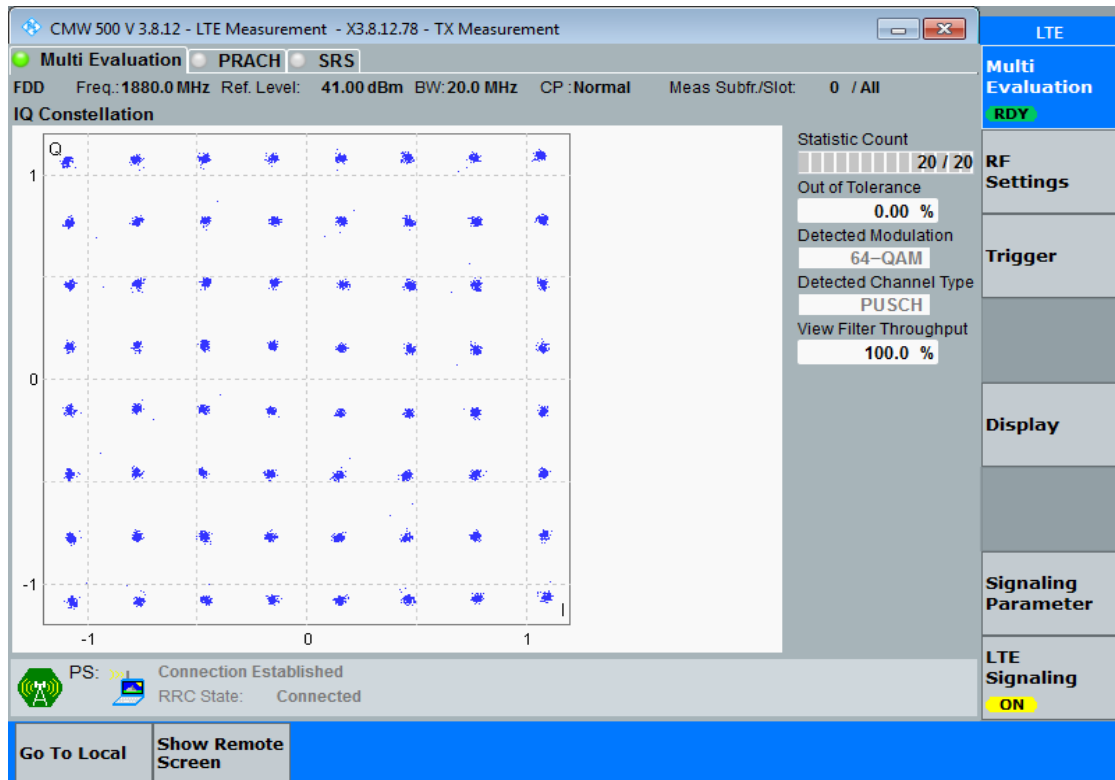 CMW 500 V 3.8.12 - LTE Measurement - X3.8.12.78 - TX Measurement
LTE
Multi Evaluation PRACH SRS
FDD Freq.: 1880.0 MHz Ref. Level: 41.00 dBm BW: 20.0 MHz CP : Normal Meas Subfr./Slot: 0 / All
IQ Constellation
Q
1
0
-1
-1 0 1
I
Statistic Count
20 / 20
Out of Tolerance
0.00 %
Detected Modulation
64-QAM
Detected Channel Type
PUSCH
View Filter Throughput
100.0 %
Multi
Evaluation
RDY
RF
Settings
Trigger
Display
Signaling
Parameter
LTE
Signaling
ON
PS: Connection Established
RRC State: Connected
Go To Local
Show Remote
Screen